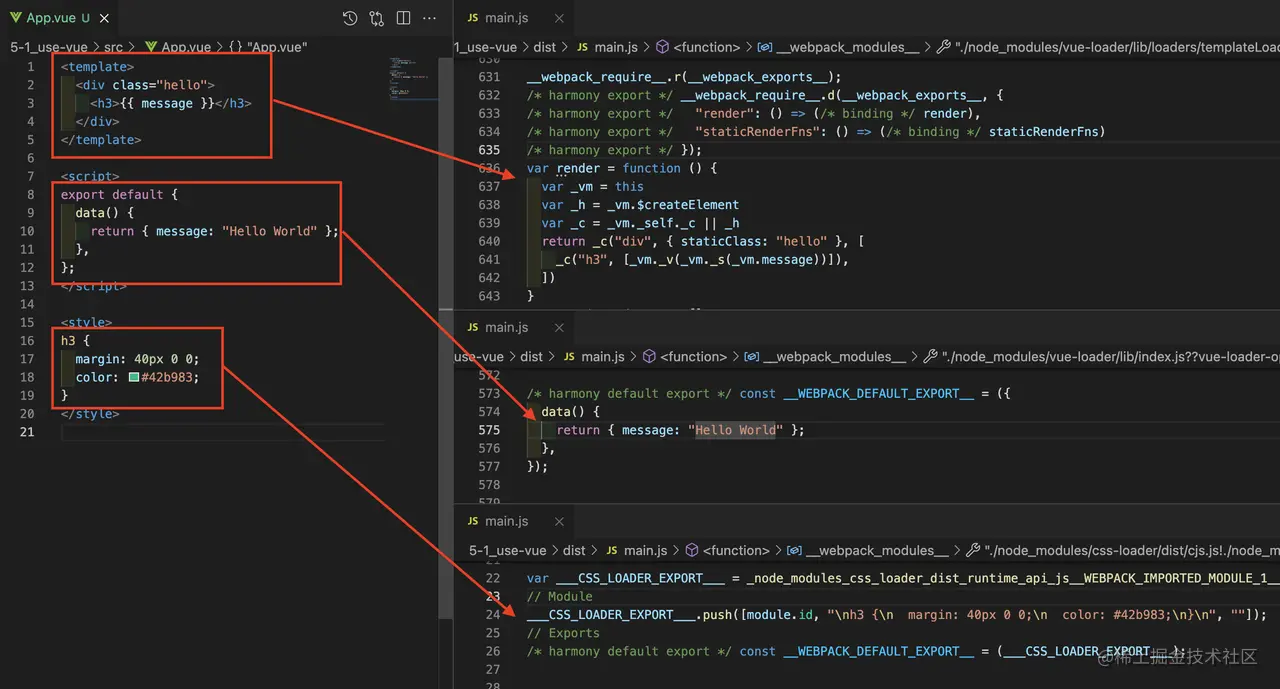 App.vue U
5-1_use-vue > src > App.vue > {} "App.vue"
1 <template>
2 <div class="hello">
3 <h3>{{ message }}</h3>
4 </div>
5 </template>
6
7 <script>
8 export default {
9 data() {
10 return { message: "Hello World" };
11 },
12 };
13 </script>
14
15 <style>
16 h3 {
17 margin: 40px 0 0;
18 color: #42b983;
19 }
20 </style>
21
JS main.js
1_use-vue > dist > JS main.js > <function> > __webpack_modules__ > "./node_modules/vue-loader/lib/loaders/templateLoa
630
631 __webpack_require__.r(__webpack_exports__);
632 /* harmony export */ __webpack_require__.d(__webpack_exports__, {
633 /* harmony export */ "render": () => (/* binding */ render),
634 /* harmony export */ "staticRenderFns": () => (/* binding */ staticRenderFns)
635 /* harmony export */ });
636 var render = function () {
637 var _vm = this
638 var _h = _vm.$createElement
639 var _c = _vm._self._c || _h
640 return _c("div", { staticClass: "hello" }, [
641 _c("h3", [_vm._v(_vm._s(_vm.message))]),
642 ])
643 }
JS main.js
use-vue > dist > JS main.js > <function> > __webpack_modules__ > "./node_modules/vue-loader/lib/index.js??vue-loader-o
572
573 /* harmony default export */ const __WEBPACK_DEFAULT_EXPORT__ = ({
574 data() {
575 return { message: "Hello World" };
576 },
577 });
578
579
JS main.js
5-1_use-vue > dist > JS main.js > <function> > __webpack_modules__ > "./node_modules/css-loader/dist/cjs.js!./node_m
21
22 var ___CSS_LOADER_EXPORT___ = _node_modules_css_loader_dist_runtime_api_js__WEBPACK_IMPORTED_MODULE_1__
23 // Module
24 ___CSS_LOADER_EXPORT___.push([module.id, "\nh3 {\n  margin: 40px 0 0;\n  color: #42b983;\n}\n", ""]);
25 // Exports
26 /* harmony default export */ const __WEBPACK_DEFAULT_EXPORT__ = (___CSS_LOADER_EXPORT___);
27
28
@稀土掘金技术社区